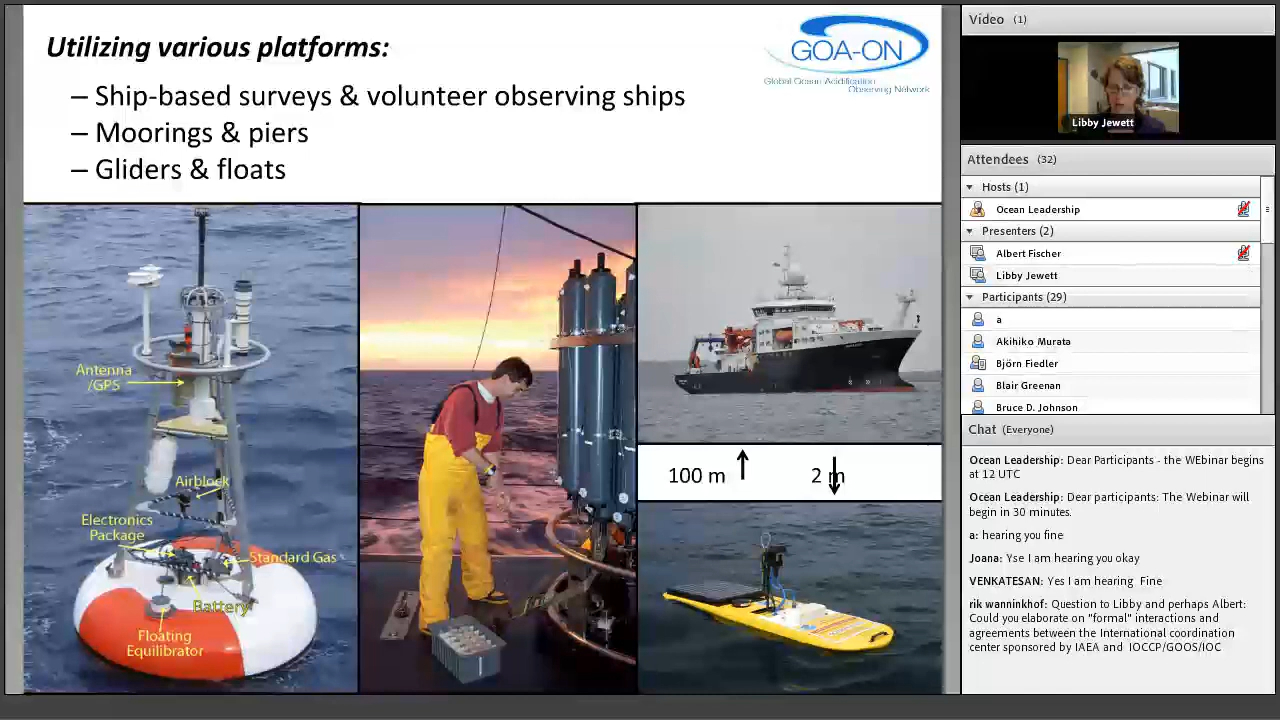 Utilizing various platforms:
– Ship-based surveys & volunteer observing ships
– Moorings & piers
– Gliders & floats
GOA-ON
Global Ocean Acidification
Observing Network
Antenna
/GPS
Airblock
Electronics
Package
Standard Gas
Battery
Floating
Equilibrator
100 m
2 m
Video (1)
Libby Jewett
Attendees (32)
Hosts (1)
Ocean Leadership
Presenters (2)
Albert Fischer
Libby Jewett
Participants (29)
a
Akihiko Murata
Björn Fiedler
Blair Greenan
Bruce D. Johnson
Chat (Everyone)
Ocean Leadership: Dear Participants - the WEbinar begins
at 12 UTC
Ocean Leadership: Dear participants: The Webinar will
begin in 30 minutes.
a: hearing you fine
Joana: Yse I am hearing you okay
VENKATESAN: Yes I am hearing Fine
rik wanninkhof: Question to Libby and perhaps Albert:
Could you elaborate on "formal" interactions and
agreements between the International coordination
center sponsored by IAEA and IOCCP/GOOS/IOC